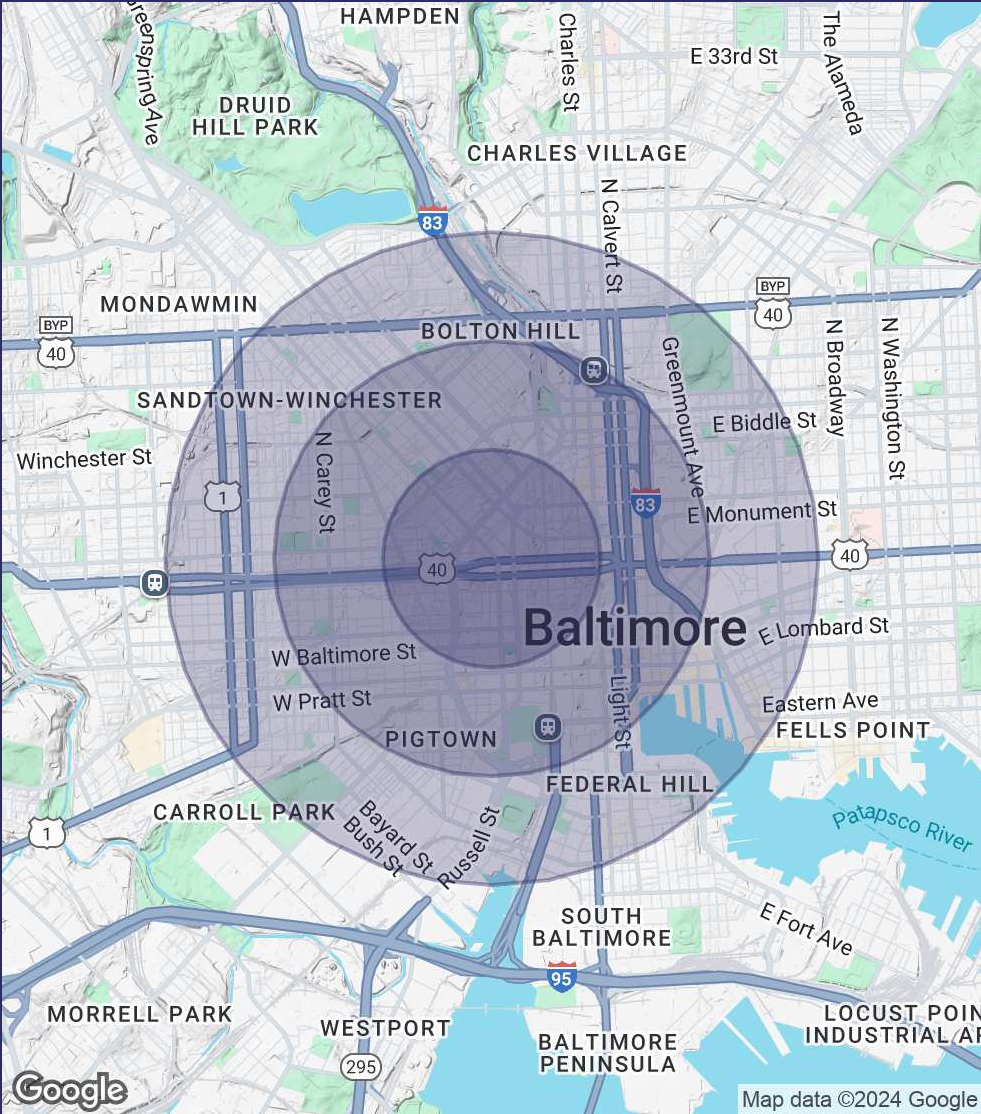 HAMPDEN
Greenspring Ave
Charles St
The Alameda
E 33rd St
DRUID
HILL PARK
CHARLES VILLAGE
83
N Calvert St
MONDAWMIN
BYP
40
BYP
40
BOLTON HILL
N Broadway
N Washington St
Greenmount Ave
SANDTOWN-WINCHESTER
E Biddle St
Winchester St
N Carey St
1
83
E Monument St
40
40
Baltimore
E Lombard St
W Baltimore St
W Pratt St
Light St
Eastern Ave
FELLS POINT
PIGTOWN
FEDERAL HILL
CARROLL PARK
1
Bayard St
Bush St
Russell St
Patapsco River
SOUTH
BALTIMORE
E Fort Ave
95
MORRELL PARK
WESTPORT
LOCUST POIN
INDUSTRIAL AR
BALTIMORE
PENINSULA
295
Google
Map data ©2024 Google